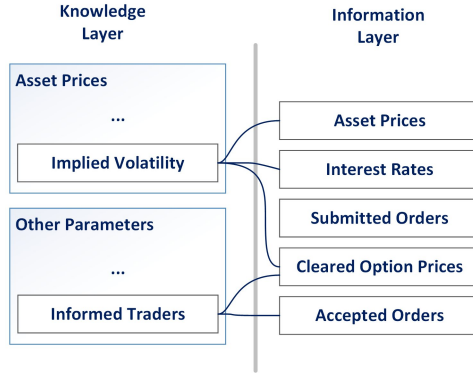 Knowledge
Layer
Asset Prices
...
Implied Volatility
Other Parameters
...
Informed Traders
Information
Layer
Asset Prices
Interest Rates
Submitted Orders
Cleared Option Prices
Accepted Orders